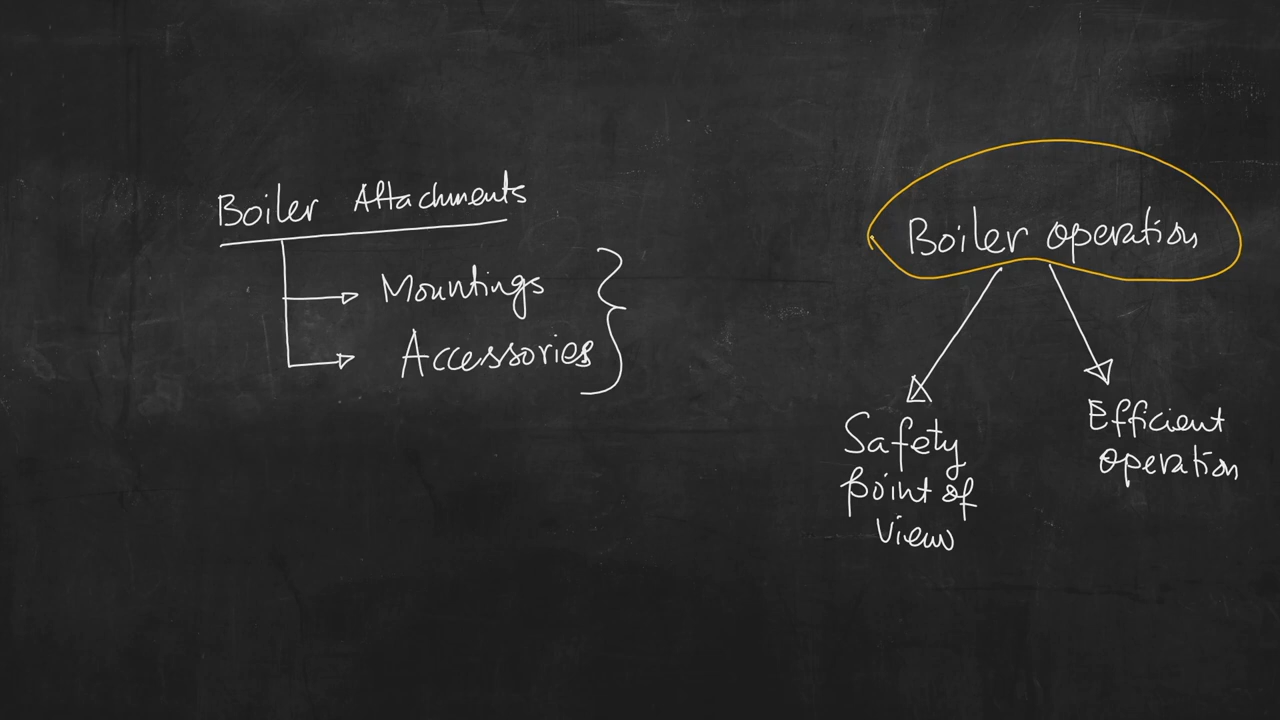 Boiler Attachments
Mountings
Accessories
Boiler operation
Safety
point of
view
Efficient
operation